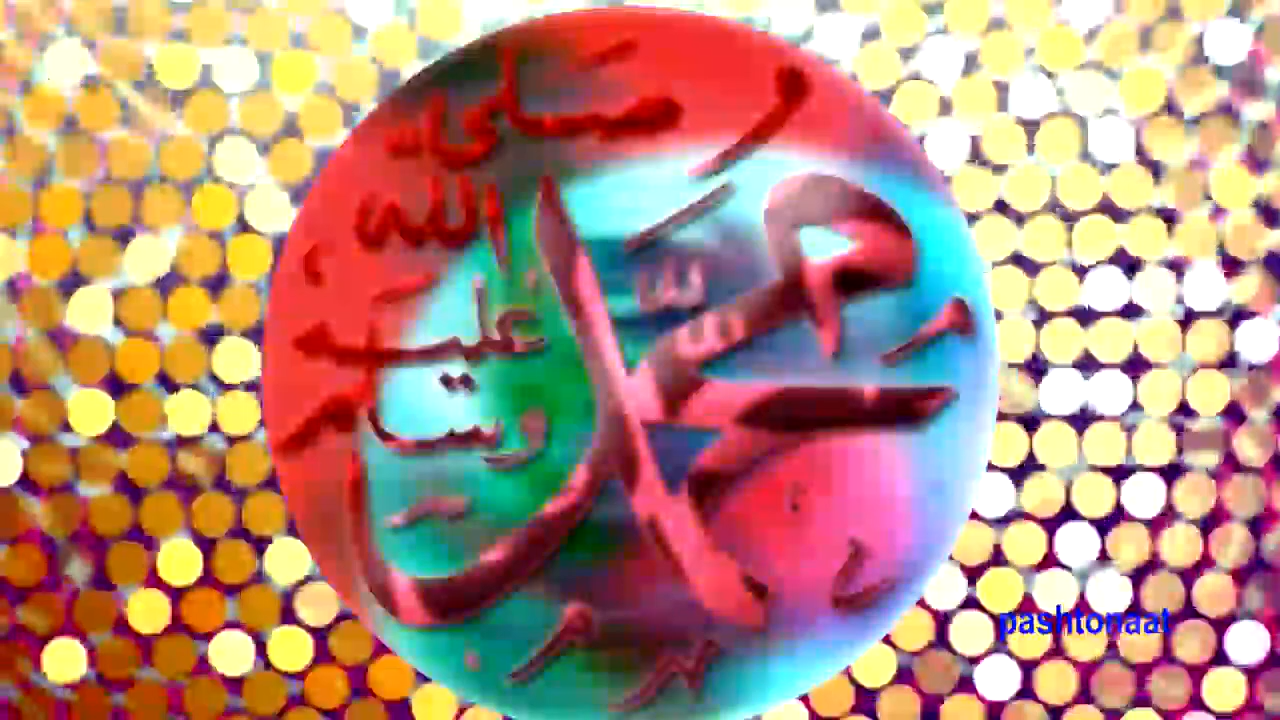 صلى
الله
عليه
وسلم
محمد
pashtonaat